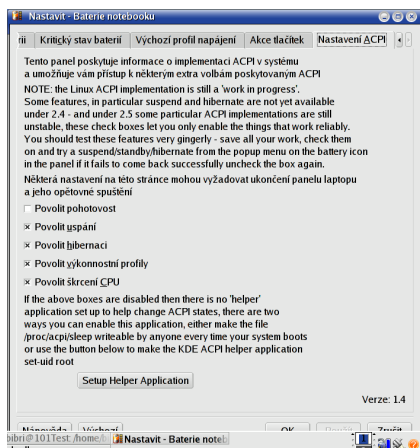 Nastavit - Baterie notebooku
rií Kritický stav baterií Výchozí profil napájení Akce tlačítek Nastavení ACPI
Tento panel poskytuje informace o implementaci ACPI v systému
a umožňuje vám přístup k některým extra volbám poskytovaným ACPI
NOTE: the Linux ACPI implementation is still a 'work in progress'.
Some features, in particular suspend and hibernate are not yet available
under 2.4 - and under 2.5 some particular ACPI implementations are still
unstable, these check boxes let you only enable the things that work reliably.
You should test these features very gingerly - save all your work, check them
on and try a suspend/standby/hibernate from the popup menu on the battery icon
in the panel if it fails to come back successfully uncheck the box again.
Některá nastavení na této stránce mohou vyžadovat ukončení panelu laptopu
a jeho opětovné spuštění
Povolit pohotovost
Povolit uspání
Povolit hibernaci
Povolit výkonnostní profily
Povolit škrcení CPU
If the above boxes are disabled then there is no 'helper'
application set up to help change ACPI states, there are two
ways you can enable this application, either make the file
/proc/acpi/sleep writeable by anyone every time your system boots
or use the button below to make the KDE ACPI helper application
set-uid root
Setup Helper Application
Verze: 1.4
Nápověda Výchozí OK Použít Zrušit
bibri@101Test: /home/b Nastavit - Baterie noteb